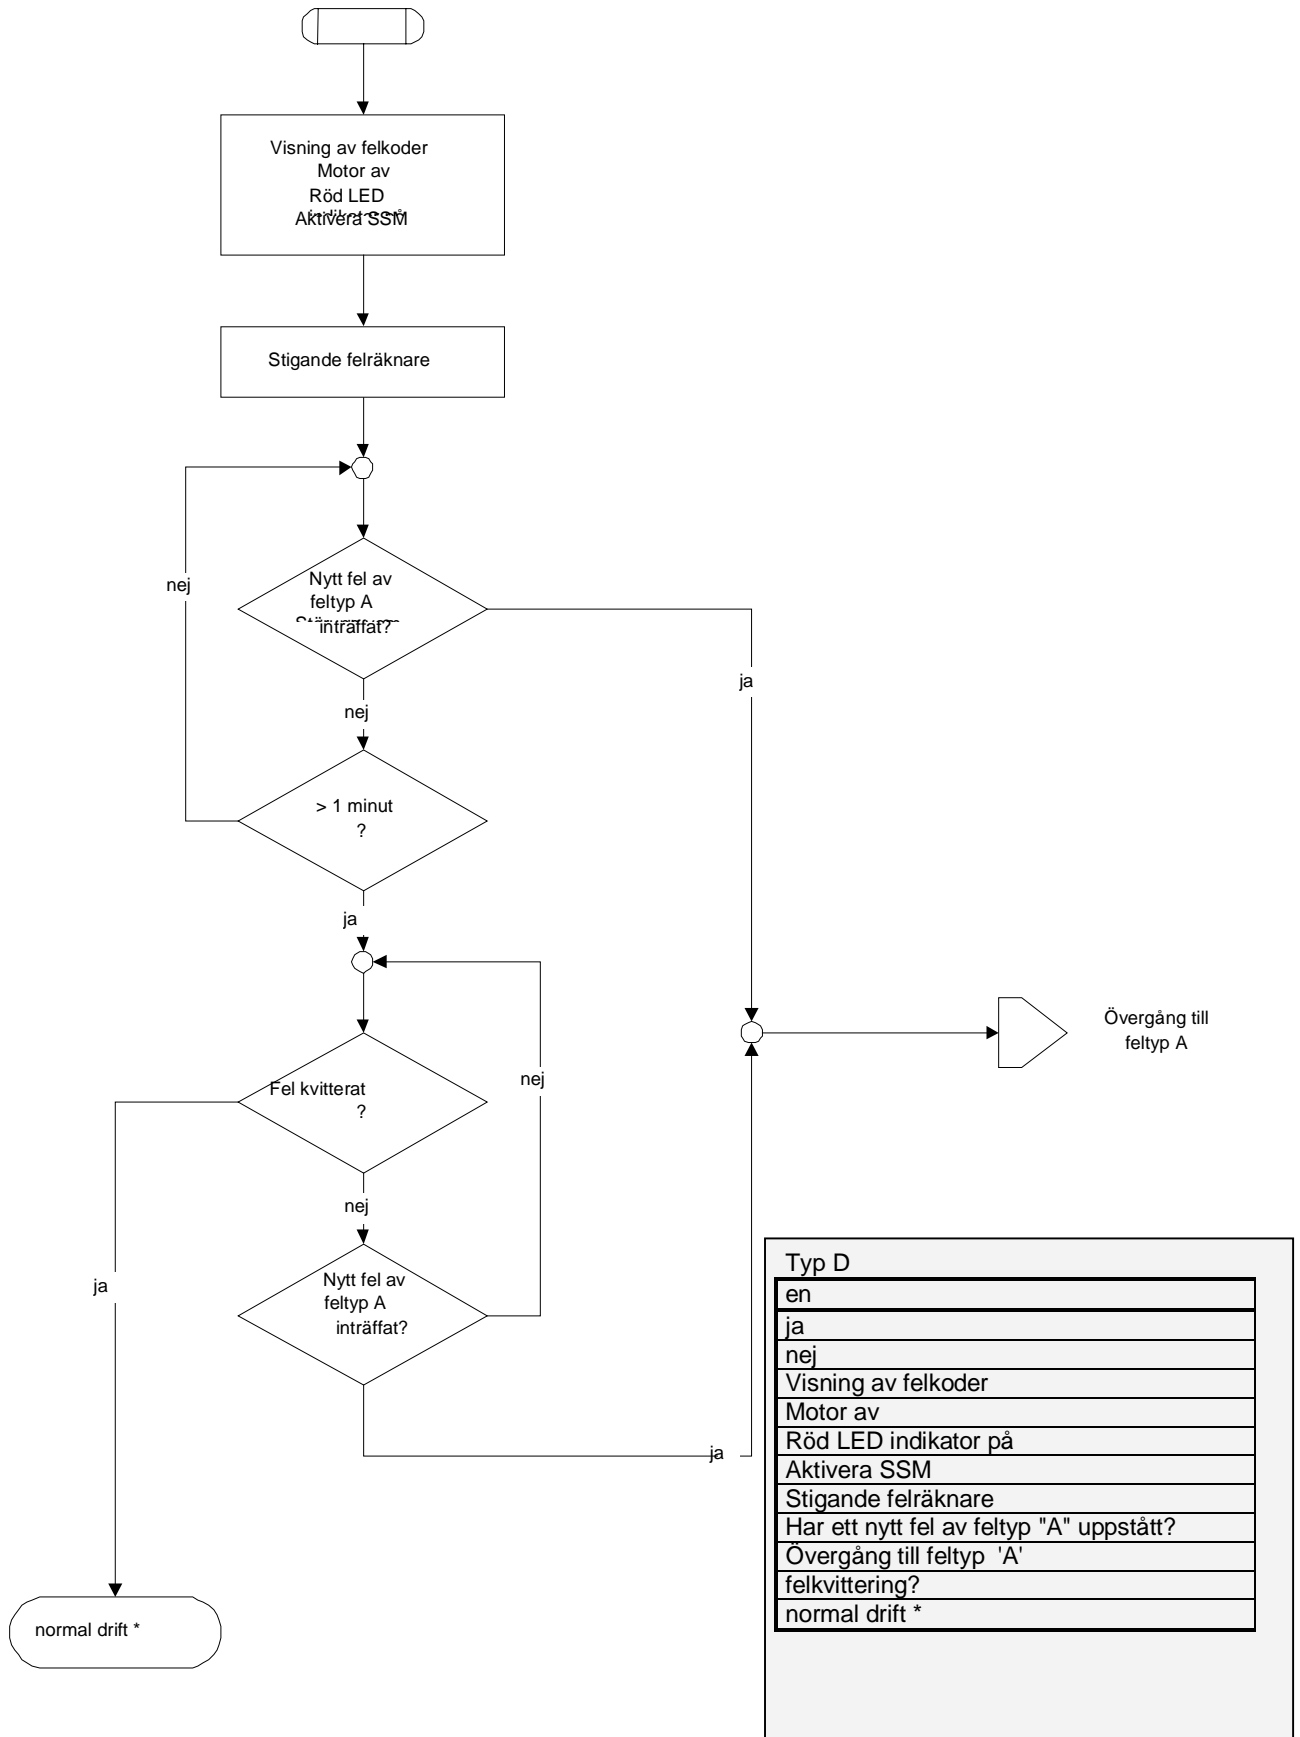 Visning av felkoder
Motor av
Röd LED
Aktivera SSM
Stigande felräknare
nej
Nytt fel av
feltyp A
inträffat?
ja
nej
> 1 minut
?
ja
Övergång till
feltyp A
nej
Fel kvitterat
?
nej
ja
Nytt fel av
feltyp A
inträffat?
ja
normal drift *
Typ D
en
ja
nej
Visning av felkoder
Motor av
Röd LED indikator på
Aktivera SSM
Stigande felräknare
Har ett nytt fel av feltyp "A" uppstått?
Övergång till feltyp 'A'
felkvittering?
normal drift *